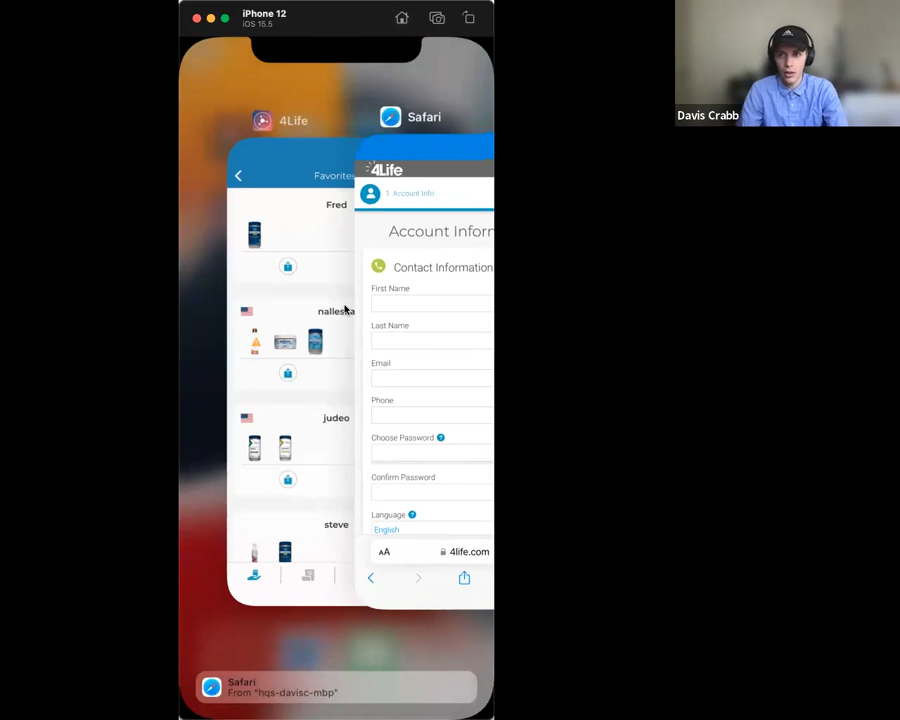 iPhone 12
iOS 15.5
4Life
Safari
Favorites
Fred
judeo
steve
4Life
1 Account Info
Account Inforn
Contact Information
First Name
Last Name
Email
Phone
Choose Password ?
Confirm Password
Language ?
English
AA
4life.com
Safari
From "hqs-davisc-mbp"
Davis Crabb